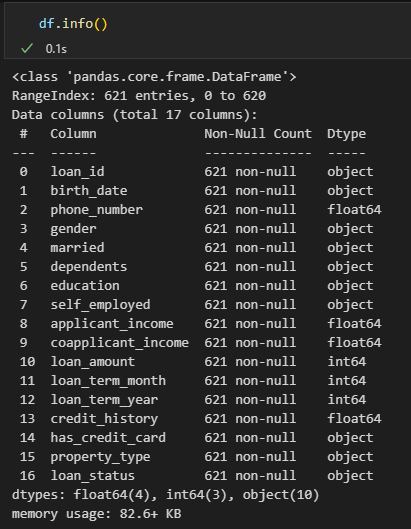 df.info()
0.1s
<class 'pandas.core.frame.DataFrame'>
RangeIndex: 621 entries, 0 to 620
Data columns (total 17 columns):
 #   Column              Non-Null Count  Dtype
---  ------              --------------  -----
 0   loan_id             621 non-null    object
 1   birth_date          621 non-null    object
 2   phone_number        621 non-null    float64
 3   gender              621 non-null    object
 4   married             621 non-null    object
 5   dependents          621 non-null    object
 6   education           621 non-null    object
 7   self_employed       621 non-null    object
 8   applicant_income    621 non-null    float64
 9   coapplicant_income  621 non-null    float64
 10  loan_amount         621 non-null    int64
 11  loan_term_month     621 non-null    int64
 12  loan_term_year      621 non-null    int64
 13  credit_history      621 non-null    float64
 14  has_credit_card     621 non-null    object
 15  property_type       621 non-null    object
 16  loan_status         621 non-null    object
dtypes: float64(4), int64(3), object(10)
memory usage: 82.6+ KB